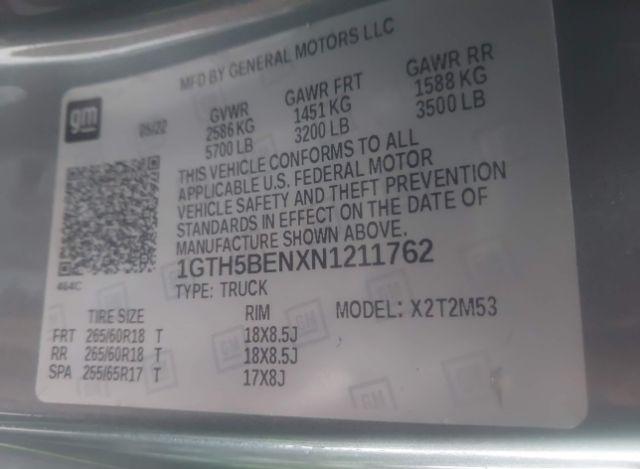 MFD BY GENERAL MOTORS LLC
gm
05/22
GVWR GAWR FRT GAWR RR
2586 KG 1451 KG 1588 KG
5700 LB 3200 LB 3500 LB
THIS VEHICLE CONFORMS TO ALL
APPLICABLE U.S. FEDERAL MOTOR
VEHICLE SAFETY AND THEFT PREVENTION
STANDARDS IN EFFECT ON THE DATE OF
MANUFACTURE SHOWN ABOVE.
1GTH5BENXN1211762
464C
TYPE: TRUCK
TIRE SIZE RIM MODEL: X2T2M53
FRT 265/60R18 T 18X8.5J
RR 265/60R18 T 18X8.5J
SPA 255/65R17 T 17X8J